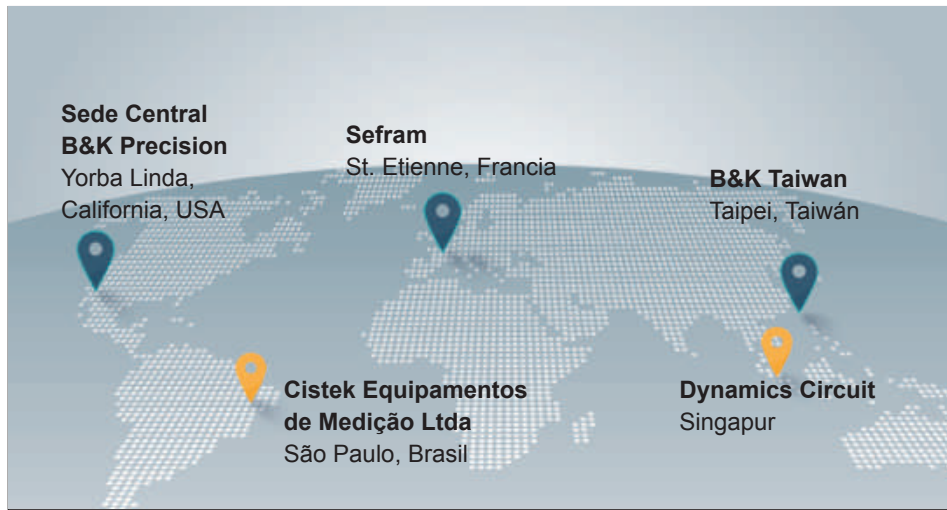 Sede Central
B&K Precision
Yorba Linda,
California, USA
Sefram
St. Etienne, Francia
B&K Taiwan
Taipei, Taiwán
Cistek Equipamentos
de Medição Ltda
São Paulo, Brasil
Dynamics Circuit
Singapur